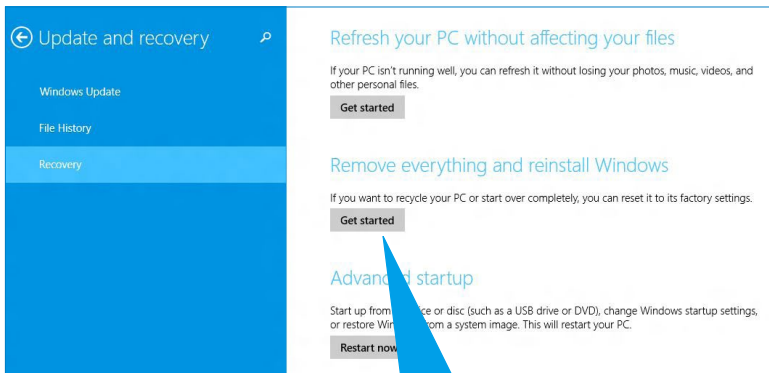 Update and recovery
Windows Update
File History
Recovery
Refresh your PC without affecting your files
If your PC isn't running well, you can refresh it without losing your photos, music, videos, and
other personal files.
Get started
Remove everything and reinstall Windows
If you want to recycle your PC or start over completely, you can reset it to its factory settings.
Get started
startup
Start up from or disc (such as a USB drive or DVD), change Windows startup settings,
or restore from a system image. This will restart your PC.
Restart now